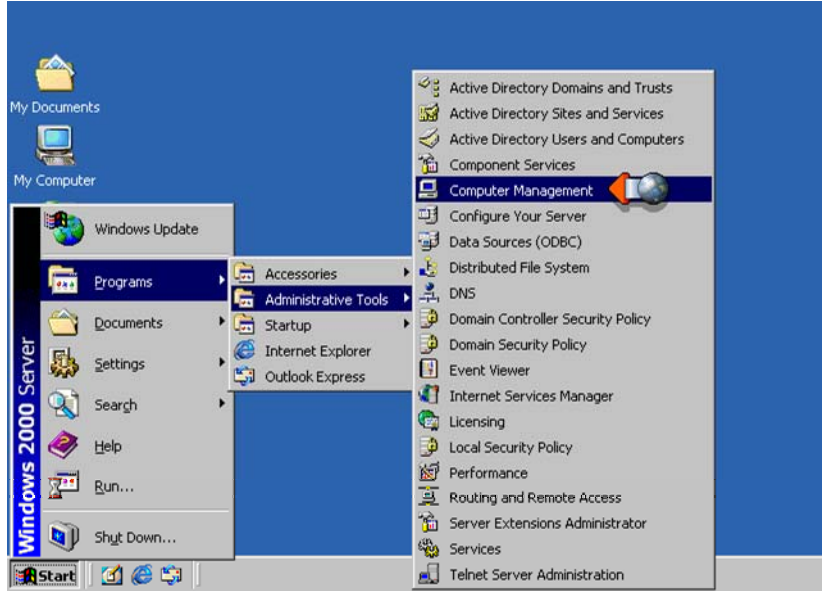 My Documents
My Computer
Windows 2000 Server
Windows Update
Programs
Documents
Settings
Search
Help
Run...
Shut Down...
Accessories
Administrative Tools
Startup
Internet Explorer
Outlook Express
Active Directory Domains and Trusts
Active Directory Sites and Services
Active Directory Users and Computers
Component Services
Computer Management
Configure Your Server
Data Sources (ODBC)
Distributed File System
DNS
Domain Controller Security Policy
Domain Security Policy
Event Viewer
Internet Services Manager
Licensing
Local Security Policy
Performance
Routing and Remote Access
Server Extensions Administrator
Services
Telnet Server Administration
Start